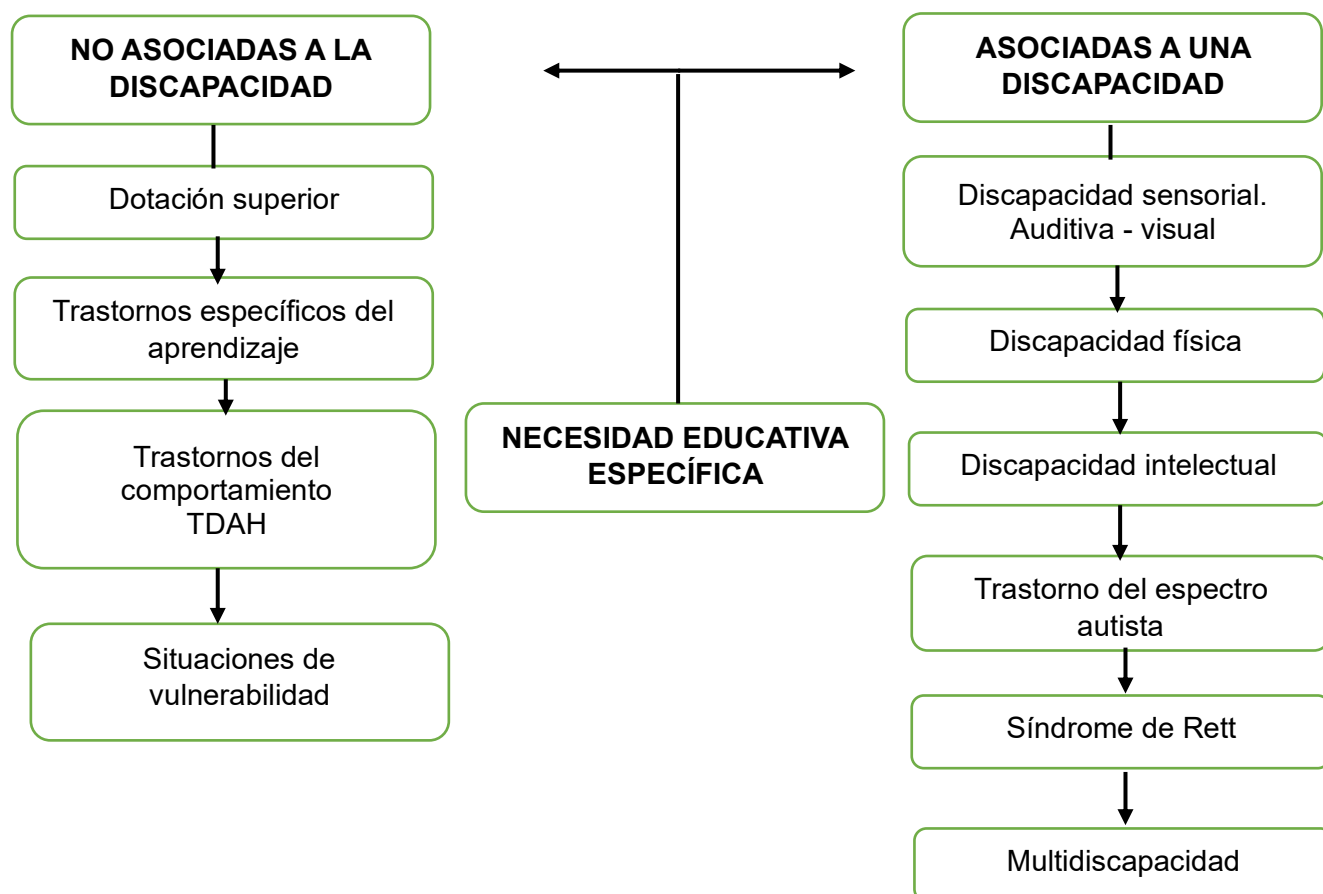 NO ASOCIADAS A LA
DISCAPACIDAD
Dotación superior
Trastornos específicos del
aprendizaje
Trastornos del
comportamiento
TDAH
Situaciones de
vulnerabilidad
NECESIDAD EDUCATIVA
ESPECÍFICA
ASOCIADAS A UNA
DISCAPACIDAD
Discapacidad sensorial.
Auditiva - visual
Discapacidad física
Discapacidad intelectual
Trastorno del espectro
autista
Síndrome de Rett
Multidiscapacidad